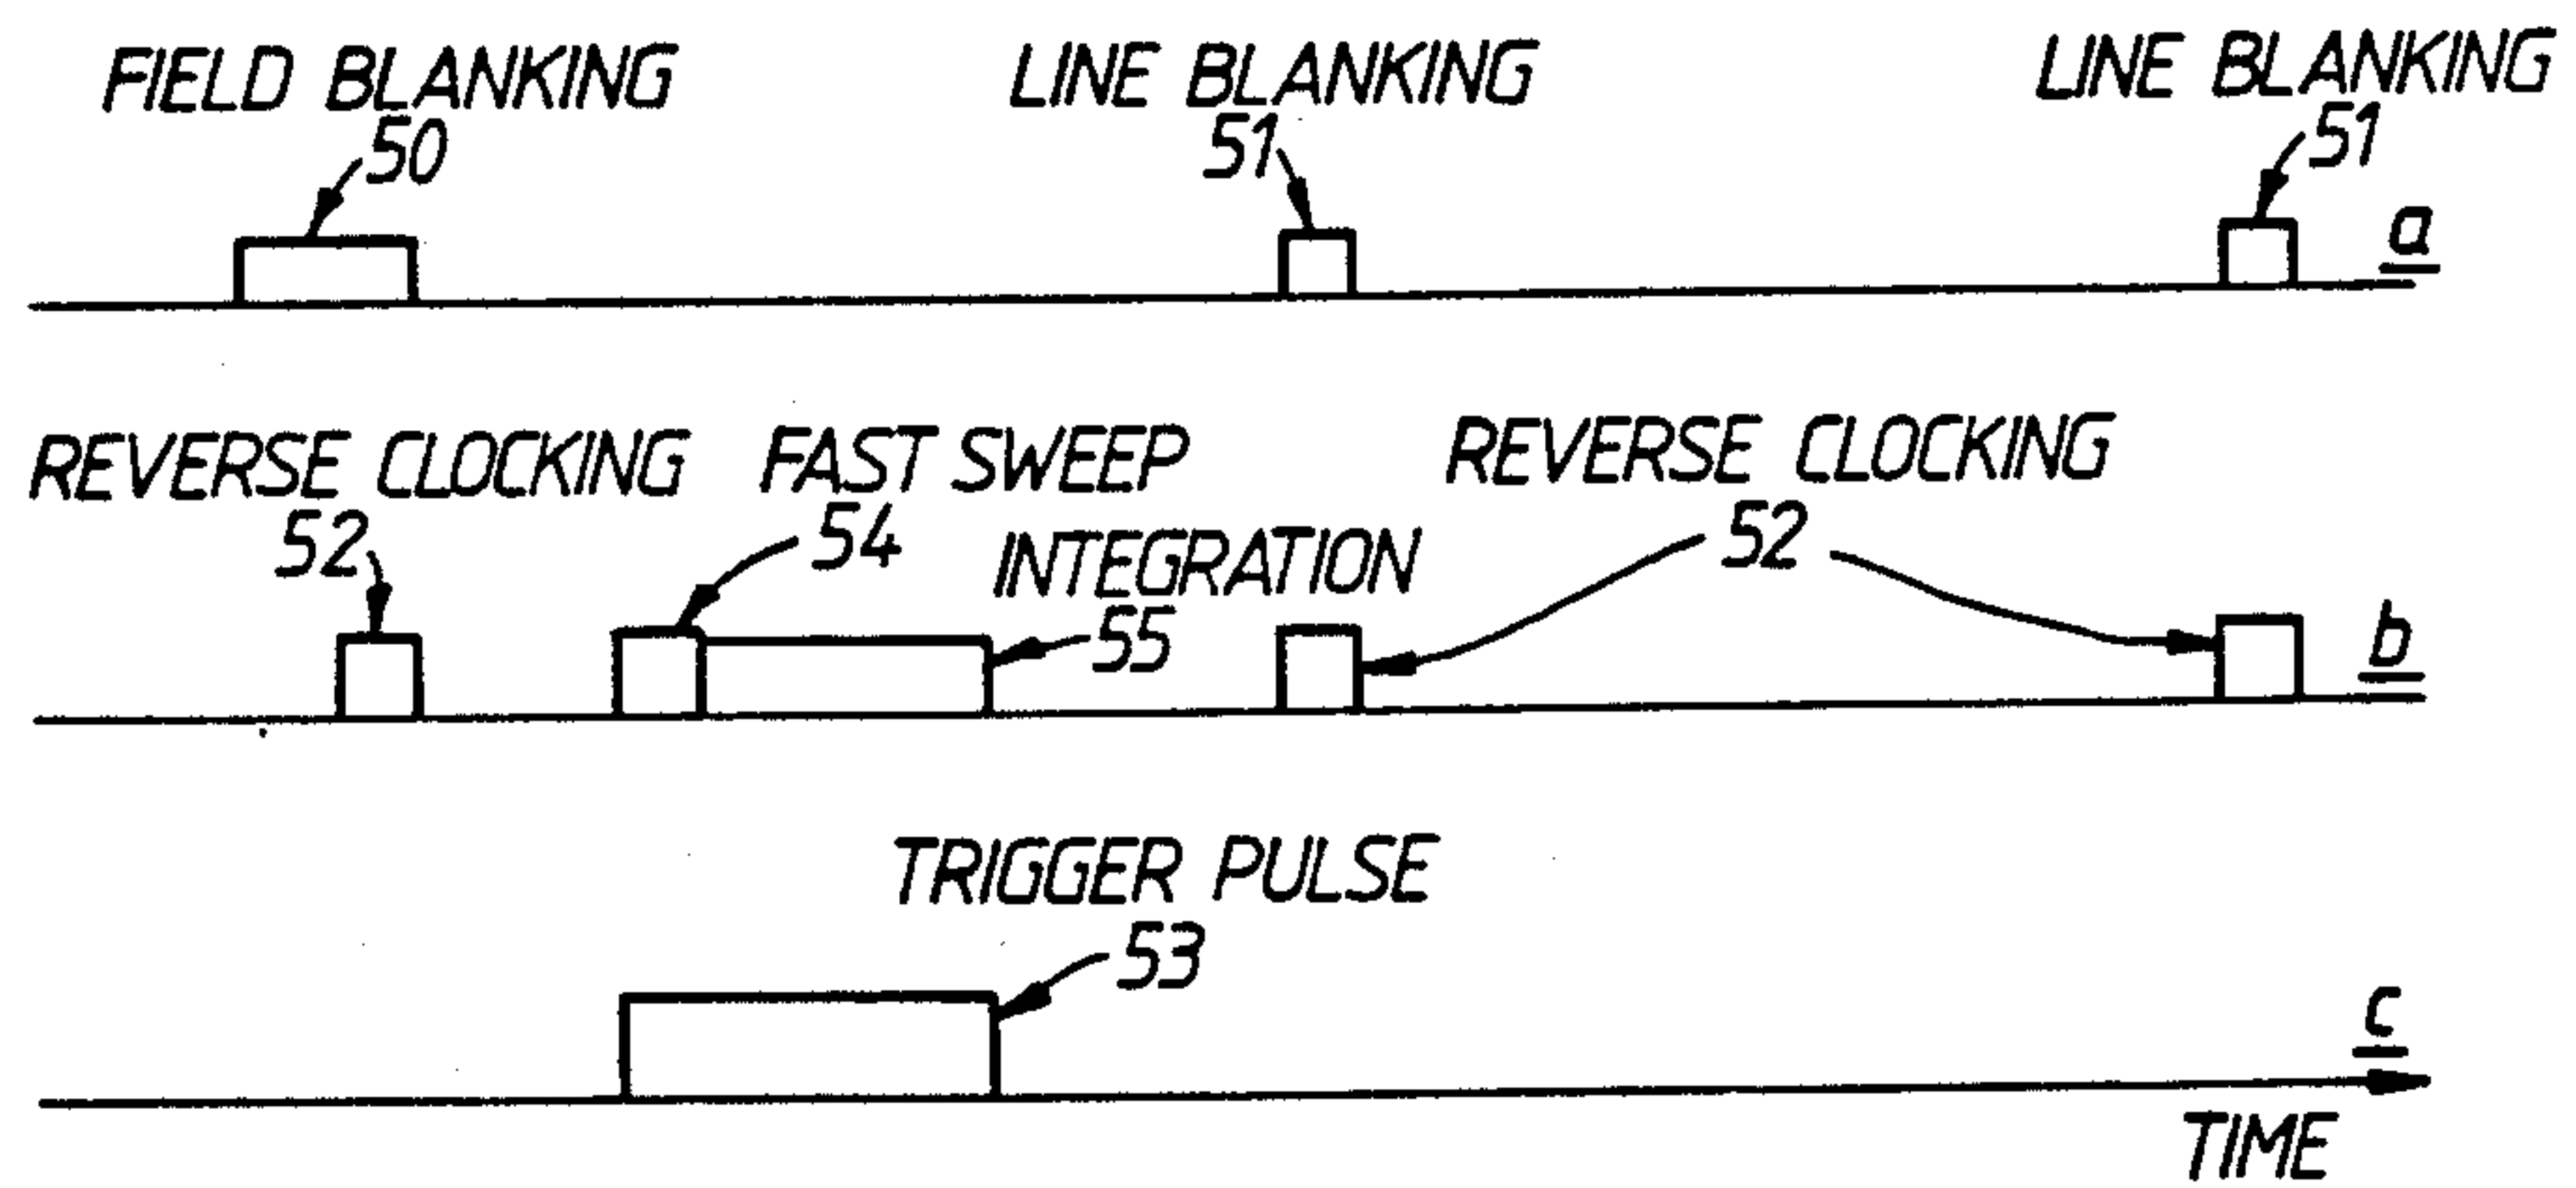 FIELD BLANKING
50
LINE BLANKING
51
LINE BLANKING
51
a
REVERSE CLOCKING
52
FAST SWEEP
54
INTEGRATION
55
REVERSE CLOCKING
52
b
TRIGGER PULSE
53
c
TIME